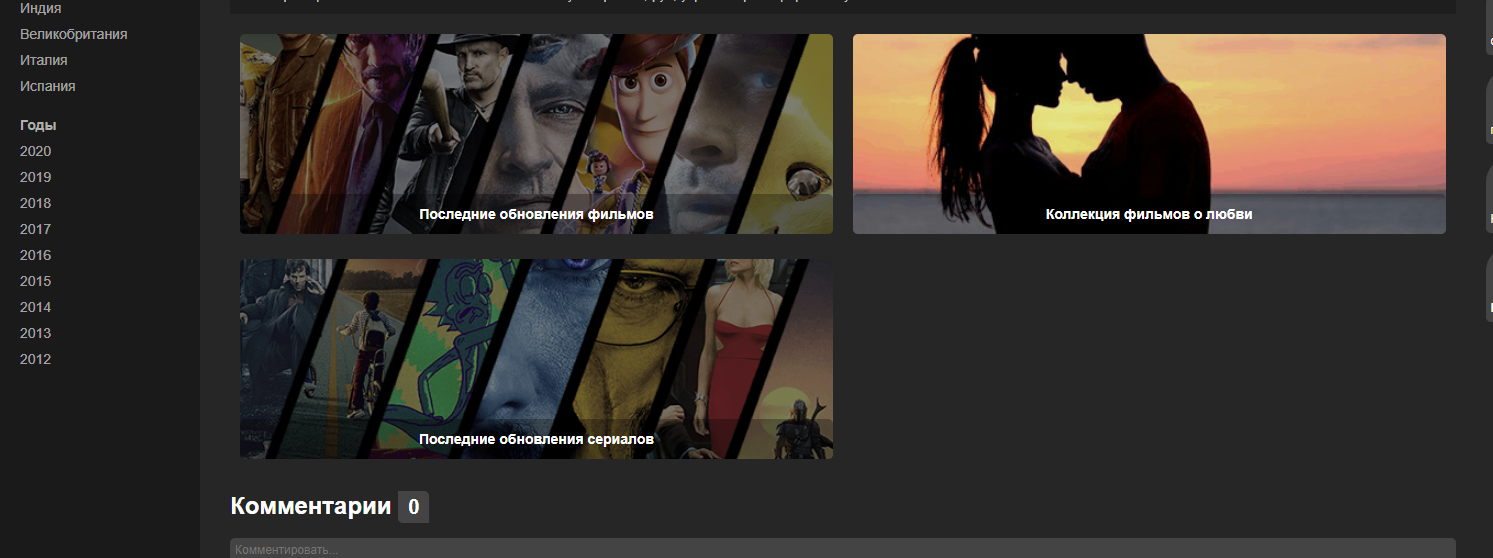 Индия
Великобритания
Италия
Испания
Годы
2020
2019
2018
2017
2016
2015
2014
2013
2012
Последние обновления фильмов
Коллекция фильмов о любви
Последние обновления сериалов
Комментарии 0
Комментировать...